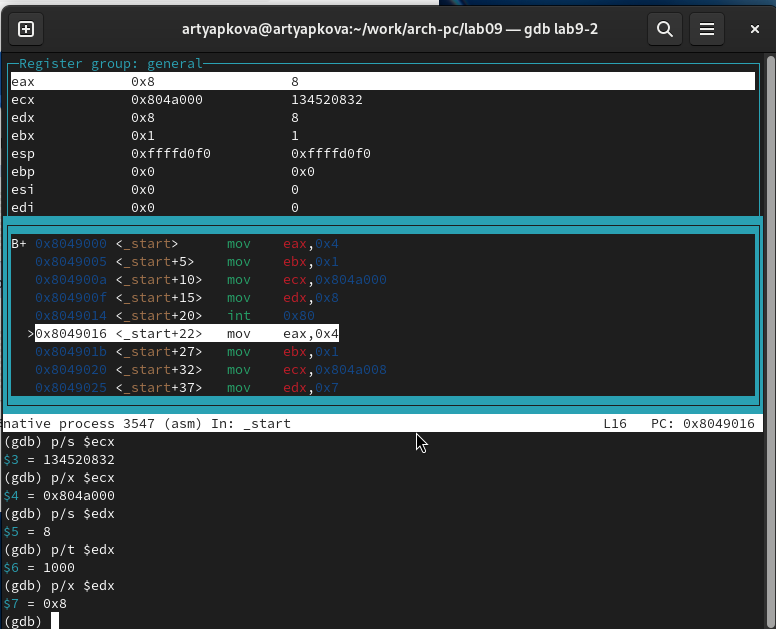 artyapkova@artyapkova:~/work/arch-pc/lab09 — gdb lab9-2
Register group: general
eax 0x8 8
ecx 0x804a000 134520832
edx 0x8 8
ebx 0x1 1
esp 0xffffd0f0 0xffffd0f0
ebp 0x0 0x0
esi 0x0 0
edi 0x0 0
B+ 0x8049000 <_start> mov eax,0x4
0x8049005 <_start+5> mov ebx,0x1
0x804900a <_start+10> mov ecx,0x804a000
0x804900f <_start+15> mov edx,0x8
0x8049014 <_start+20> int 0x80
>0x8049016 <_start+22> mov eax,0x4
0x804901b <_start+27> mov ebx,0x1
0x8049020 <_start+32> mov ecx,0x804a008
0x8049025 <_start+37> mov edx,0x7
native process 3547 (asm) In: _start L16 PC: 0x8049016
(gdb) p/s $ecx
$3 = 134520832
(gdb) p/x $ecx
$4 = 0x804a000
(gdb) p/s $edx
$5 = 8
(gdb) p/t $edx
$6 = 1000
(gdb) p/x $edx
$7 = 0x8
(gdb)